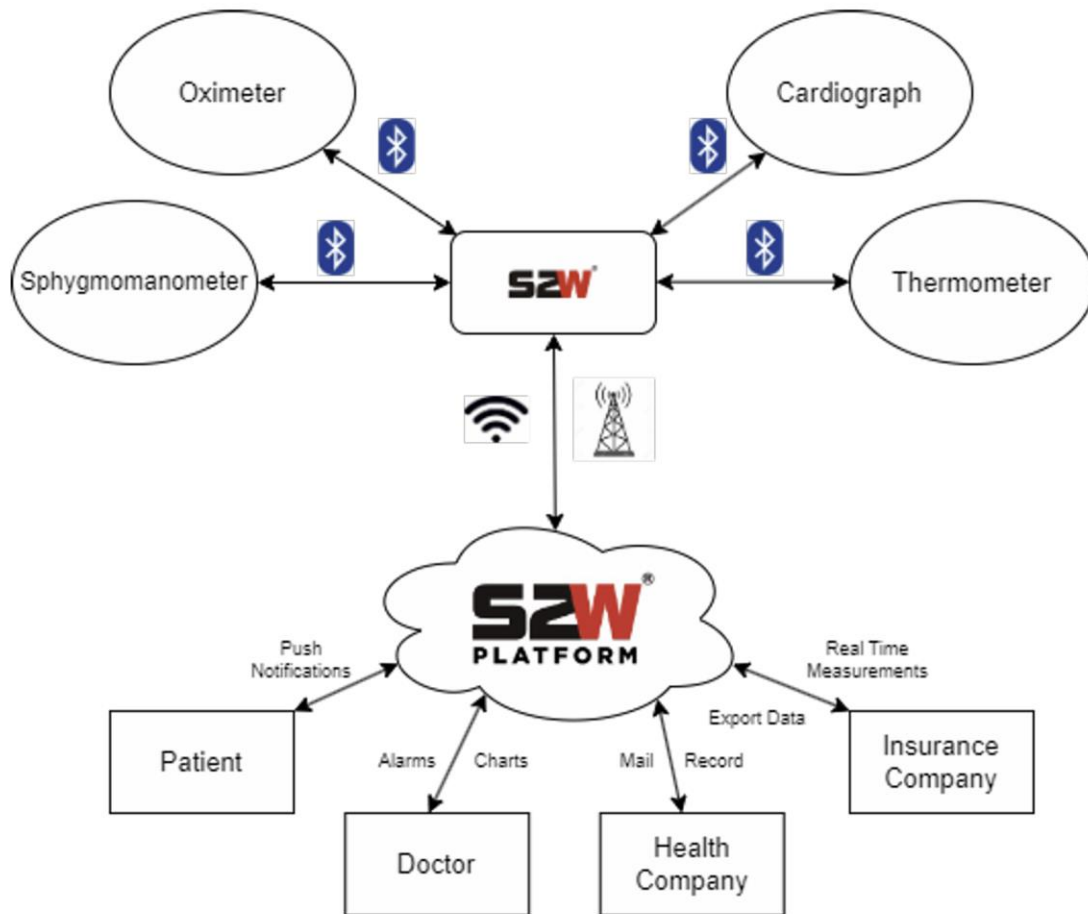 Oximeter
Cardiograph
Sphygmomanometer
S2W®
Thermometer
S2W®
PLATFORM
Push
Notifications
Real Time
Measurements
Export Data
Patient
Alarms
Charts
Mail
Record
Insurance
Company
Doctor
Health
Company